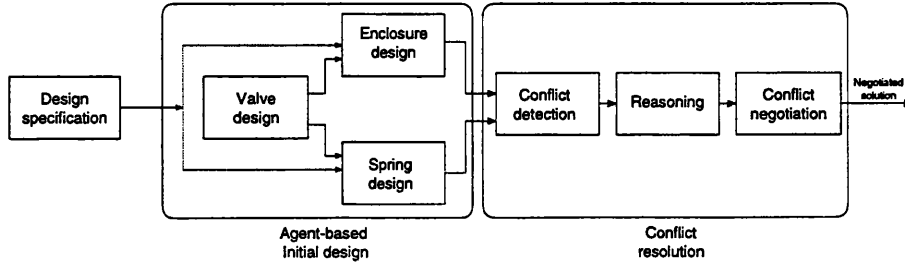 Enclosure
design
Design
specification
Valve
design
Spring
design
Conflict
detection
Reasoning
Conflict
negotiation
Negotiated
solution
Agent-based
Initial design
Conflict
resolution